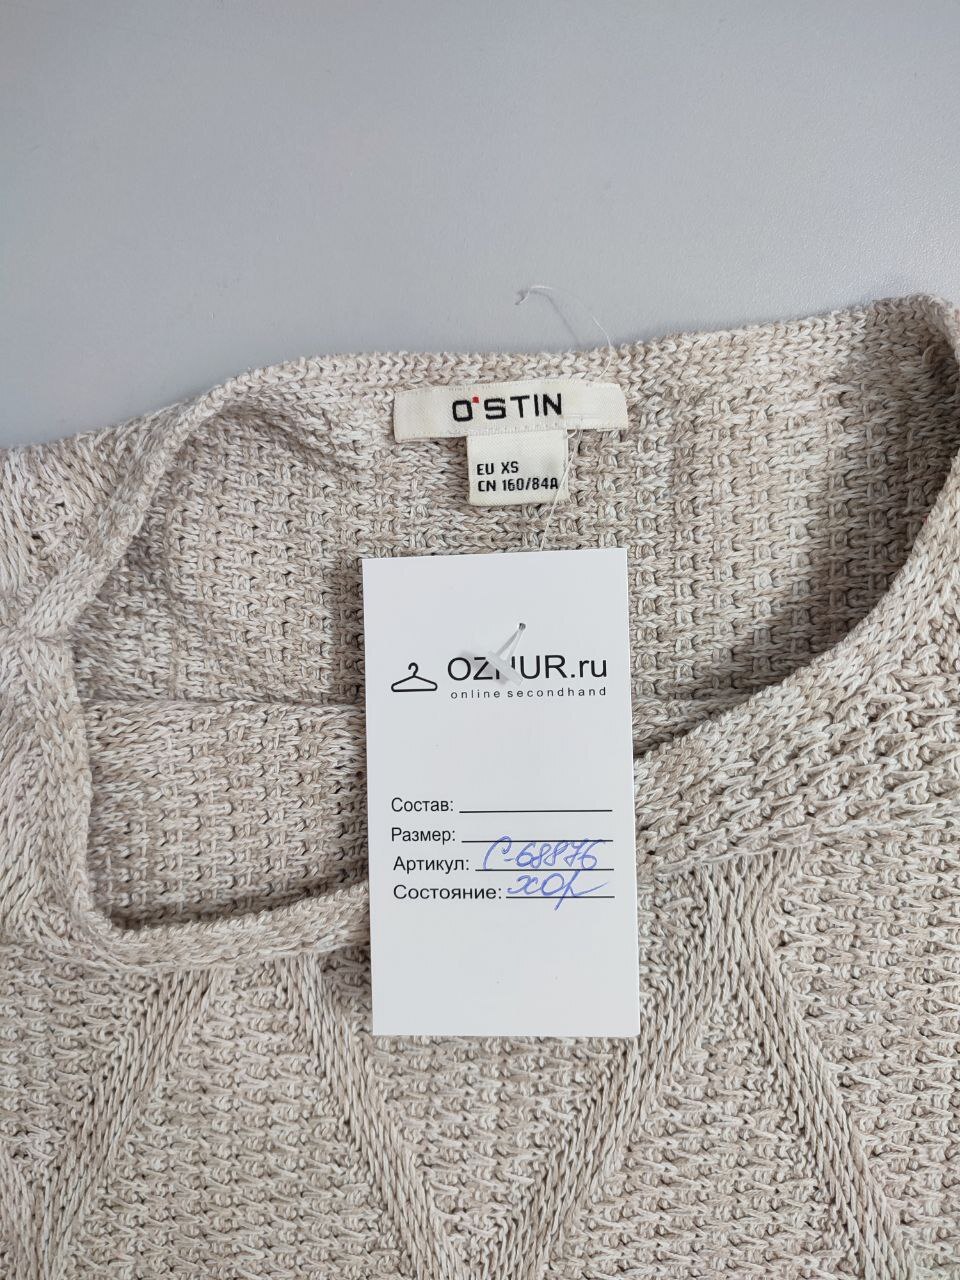 O'STIN
EU XS
CN 160/84A
OZHUR.ru
online secondhand
Состав:
Размер:
Артикул: С-68876
Состояние: хор